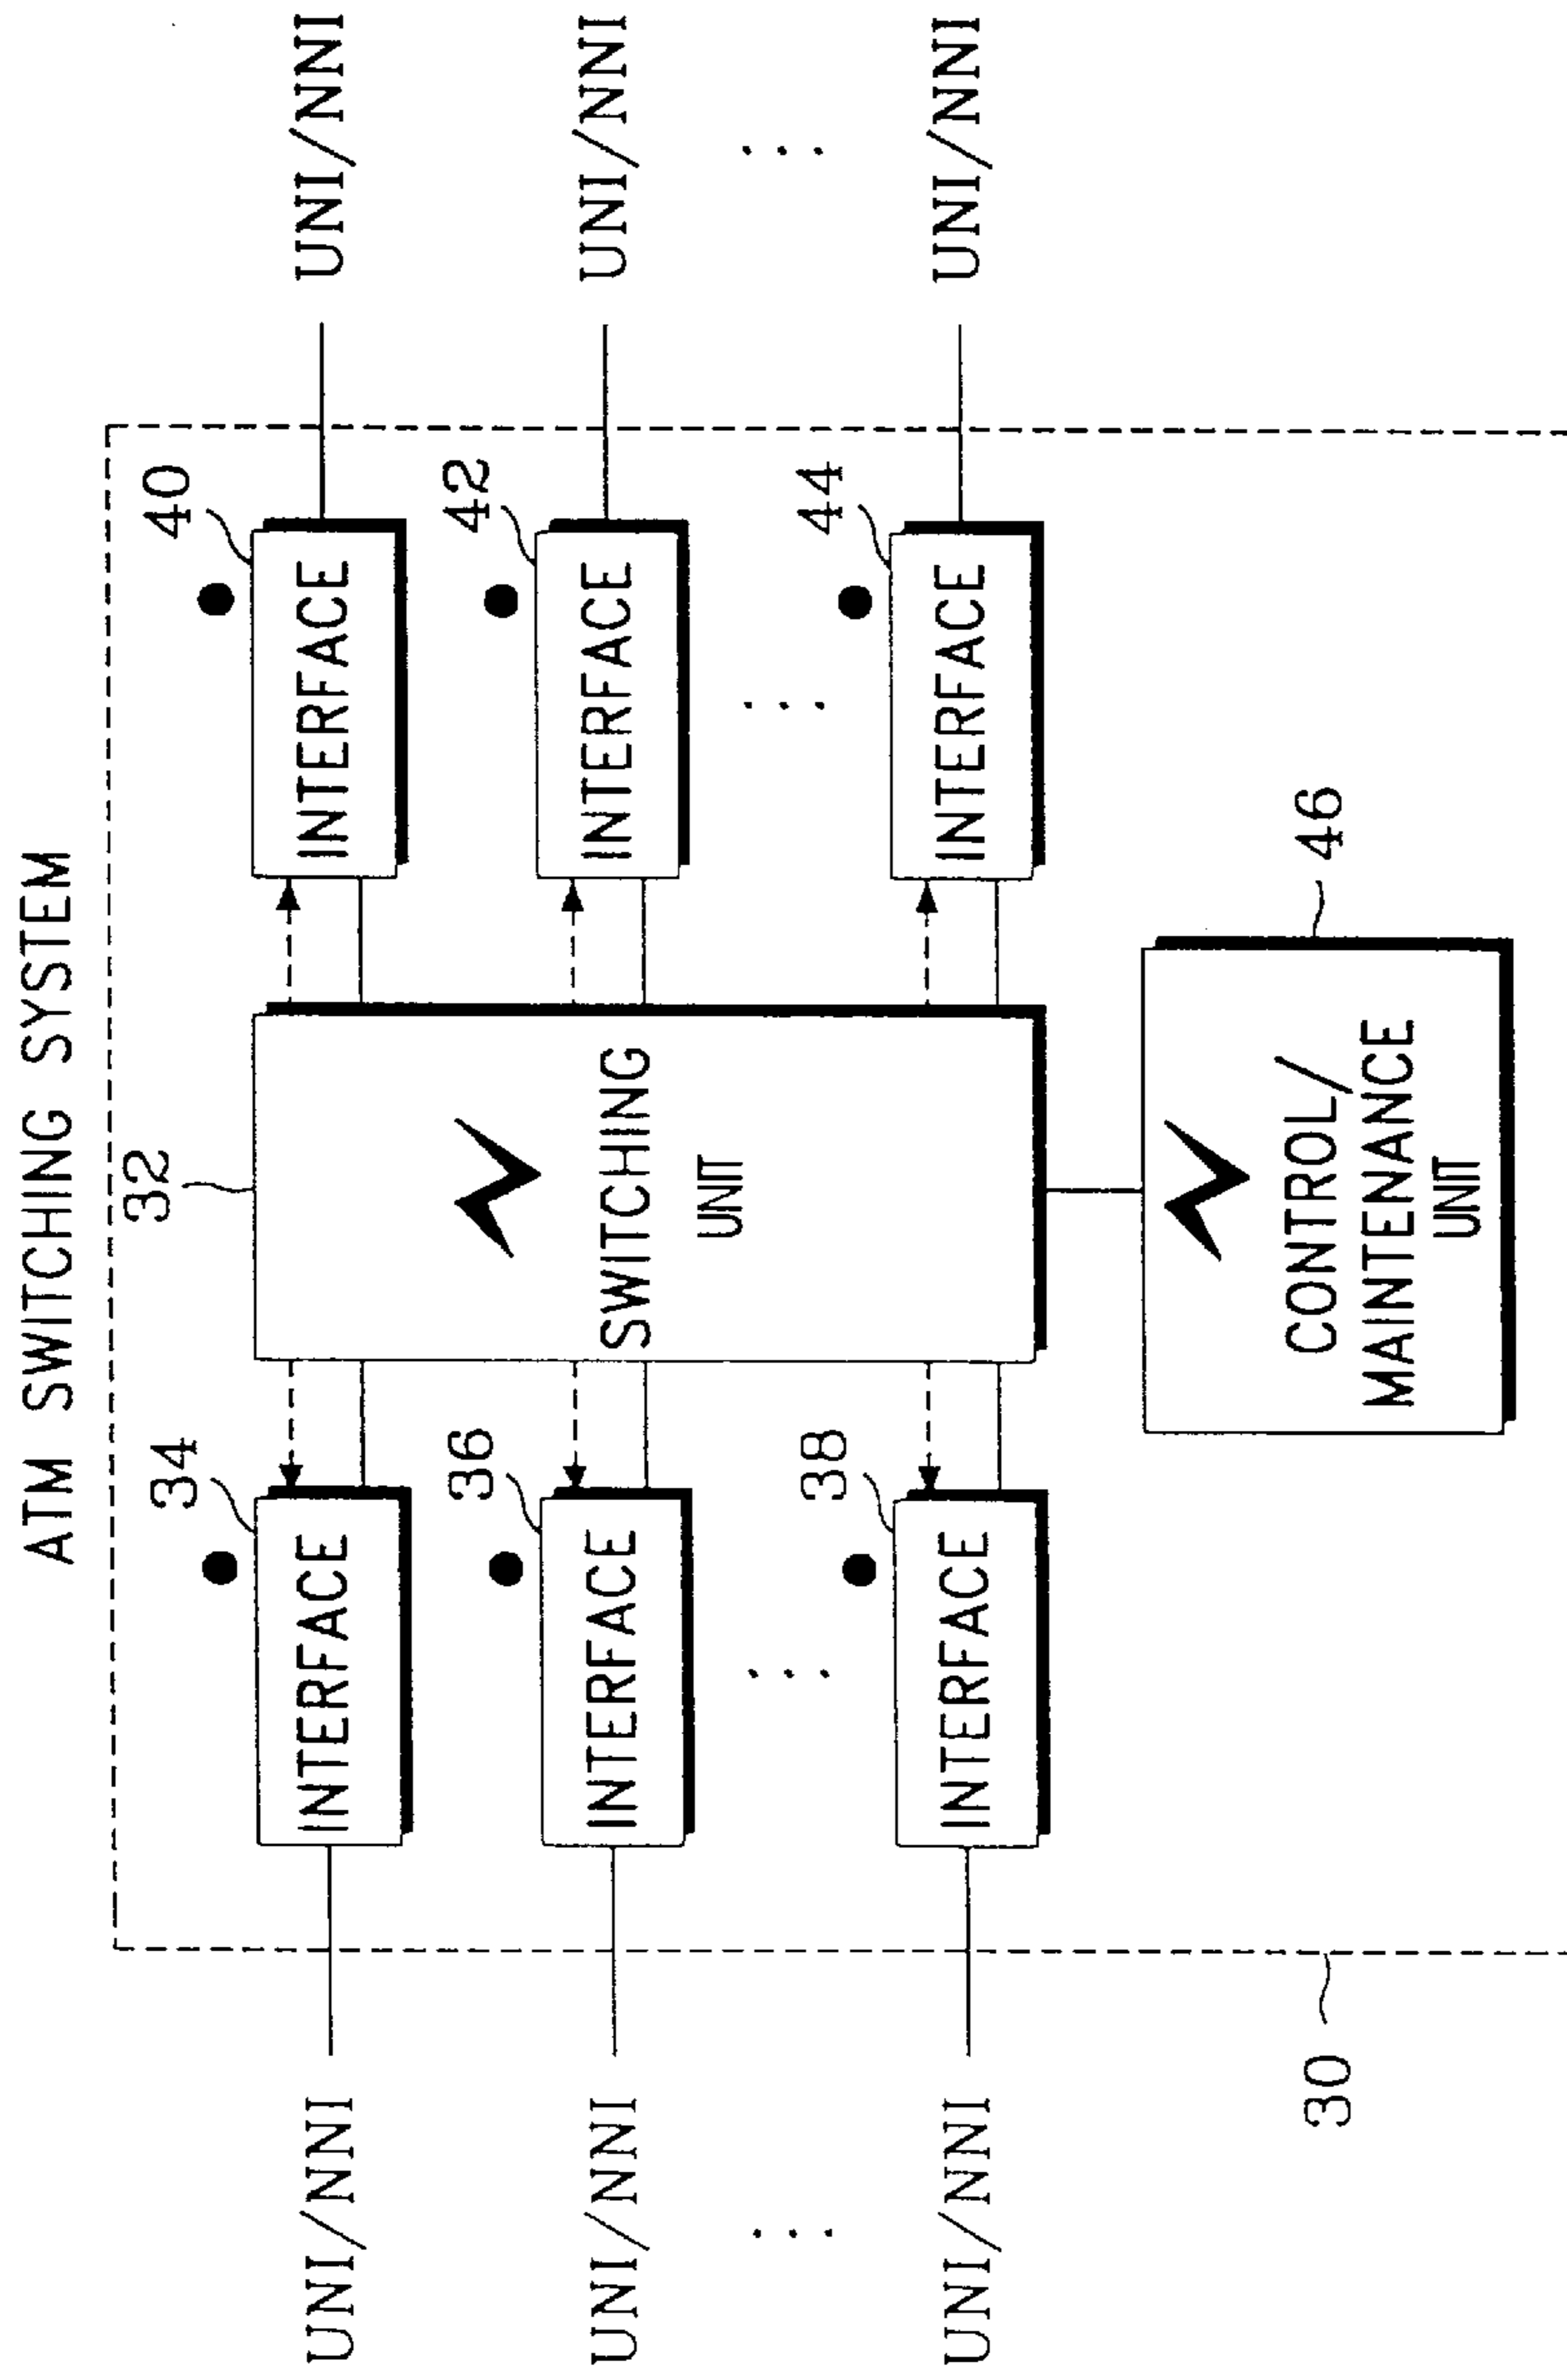 ATM SWITCHING SYSTEM
34
32
40
UNI/NNI
INTERFACE
INTERFACE
UNI/NNI
36
42
UNI/NNI
INTERFACE
SWITCHING
UNIT
INTERFACE
UNI/NNI
38
44
UNI/NNI
INTERFACE
INTERFACE
UNI/NNI
30
CONTROL/
MAINTENANCE
UNIT
46